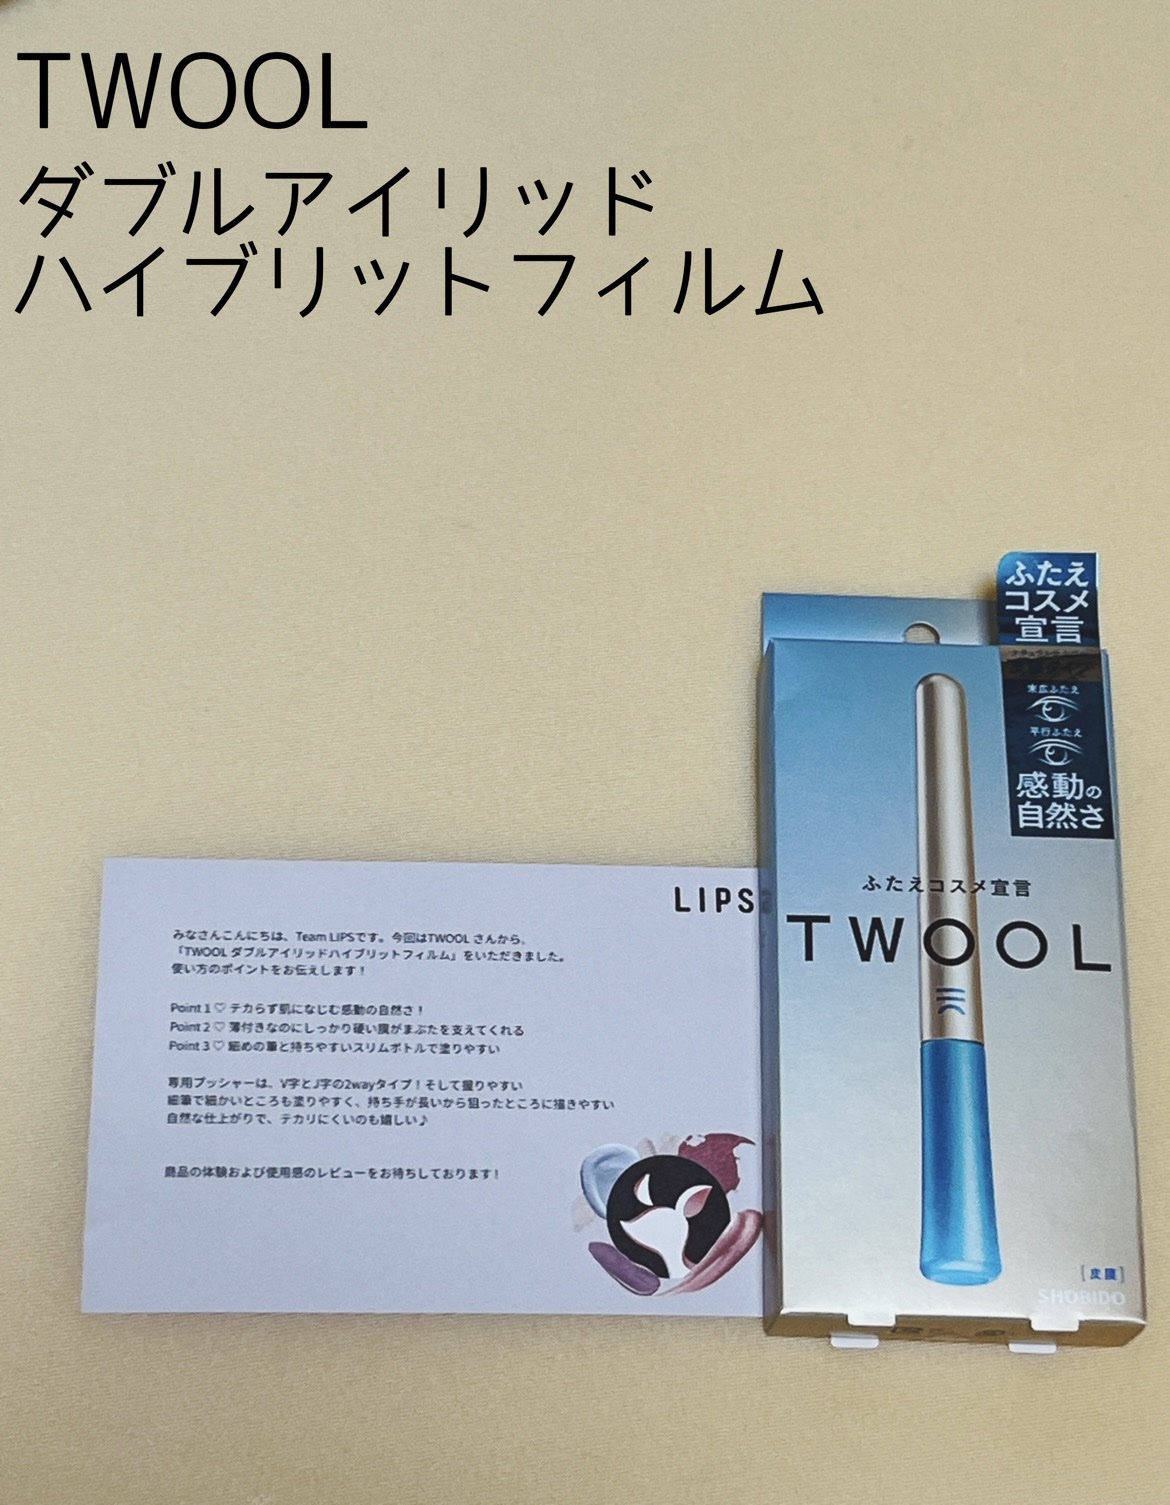 TWOOL
ダブルアイリッド
ハイブリットフィルム
ふたえ
コスメ
宣言
末広ふたえ
平行ふたえ
感動の
自然さ
ふたえコスメ宣言
TWOOL
[皮膜]
SHOBIDO
LIPS
みなさんこんにちは、Team LIPSです。今回はTWOOL さんから、
「TWOOL ダブルアイリッドハイブリットフィルム」をいただきました。
使い方のポイントをお伝えします！
Point 1 ♡ テカらず肌になじむ感動の自然さ！
Point 2 ♡ 薄付きなのにしっかり硬い膜がまぶたを支えてくれる
Point 3 ♡ 細めの筆と持ちやすいスリムボトルで塗りやすい
専用プッシャーは、V字とJ字の2wayタイプ！そして握りやすい
細筆で細かいところも塗りやすく、持ち手が長いから狙ったところに描きやすい
自然な仕上がりで、テカリにくいのも嬉しい♪
商品の体験および使用感のレビューをお待ちしております！